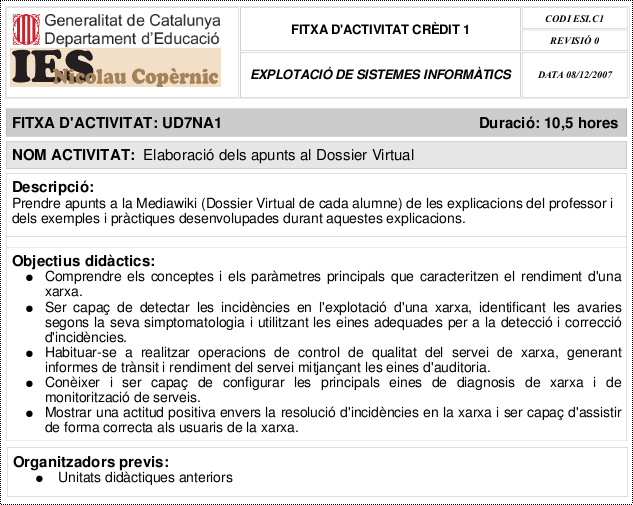 Generalitat de Catalunya
Departament d'Educació
IES
Nicolau Copèrnic
FITXA D'ACTIVITAT CRÈDIT 1
EXPLOTACIÓ DE SISTEMES INFORMÀTICS
CODI ESI.C1
REVISIÓ 0
DATA 08/12/2007
FITXA D'ACTIVITAT: UD7NA1 Duració: 10,5 hores
NOM ACTIVITAT: Elaboració dels apunts al Dossier Virtual
Descripció:
Prendre apunts a la Mediawiki (Dossier Virtual de cada alumne) de les explicacions del professor i
dels exemples i pràctiques desenvolupades durant aquestes explicacions.
Objectius didàctics:
● Comprendre els conceptes i els paràmetres principals que caracteritzen el rendiment d'una
xarxa.
● Ser capaç de detectar les incidències en l'explotació d'una xarxa, identificant les avaries
segons la seva simptomatologia i utilitzant les eines adequades per a la detecció i correcció
d'incidències.
● Habituar-se a realitzar operacions de control de qualitat del servei de xarxa, generant
informes de trànsit i rendiment del servei mitjançant les eines d'auditoria.
● Conèixer i ser capaç de configurar les principals eines de diagnosis de xarxa i de
monitorització de serveis.
● Mostrar una actitud positiva envers la resolució d'incidències en la xarxa i ser capaç d'assistir
de forma correcta als usuaris de la xarxa.
Organitzadors previs:
● Unitats didàctiques anteriors